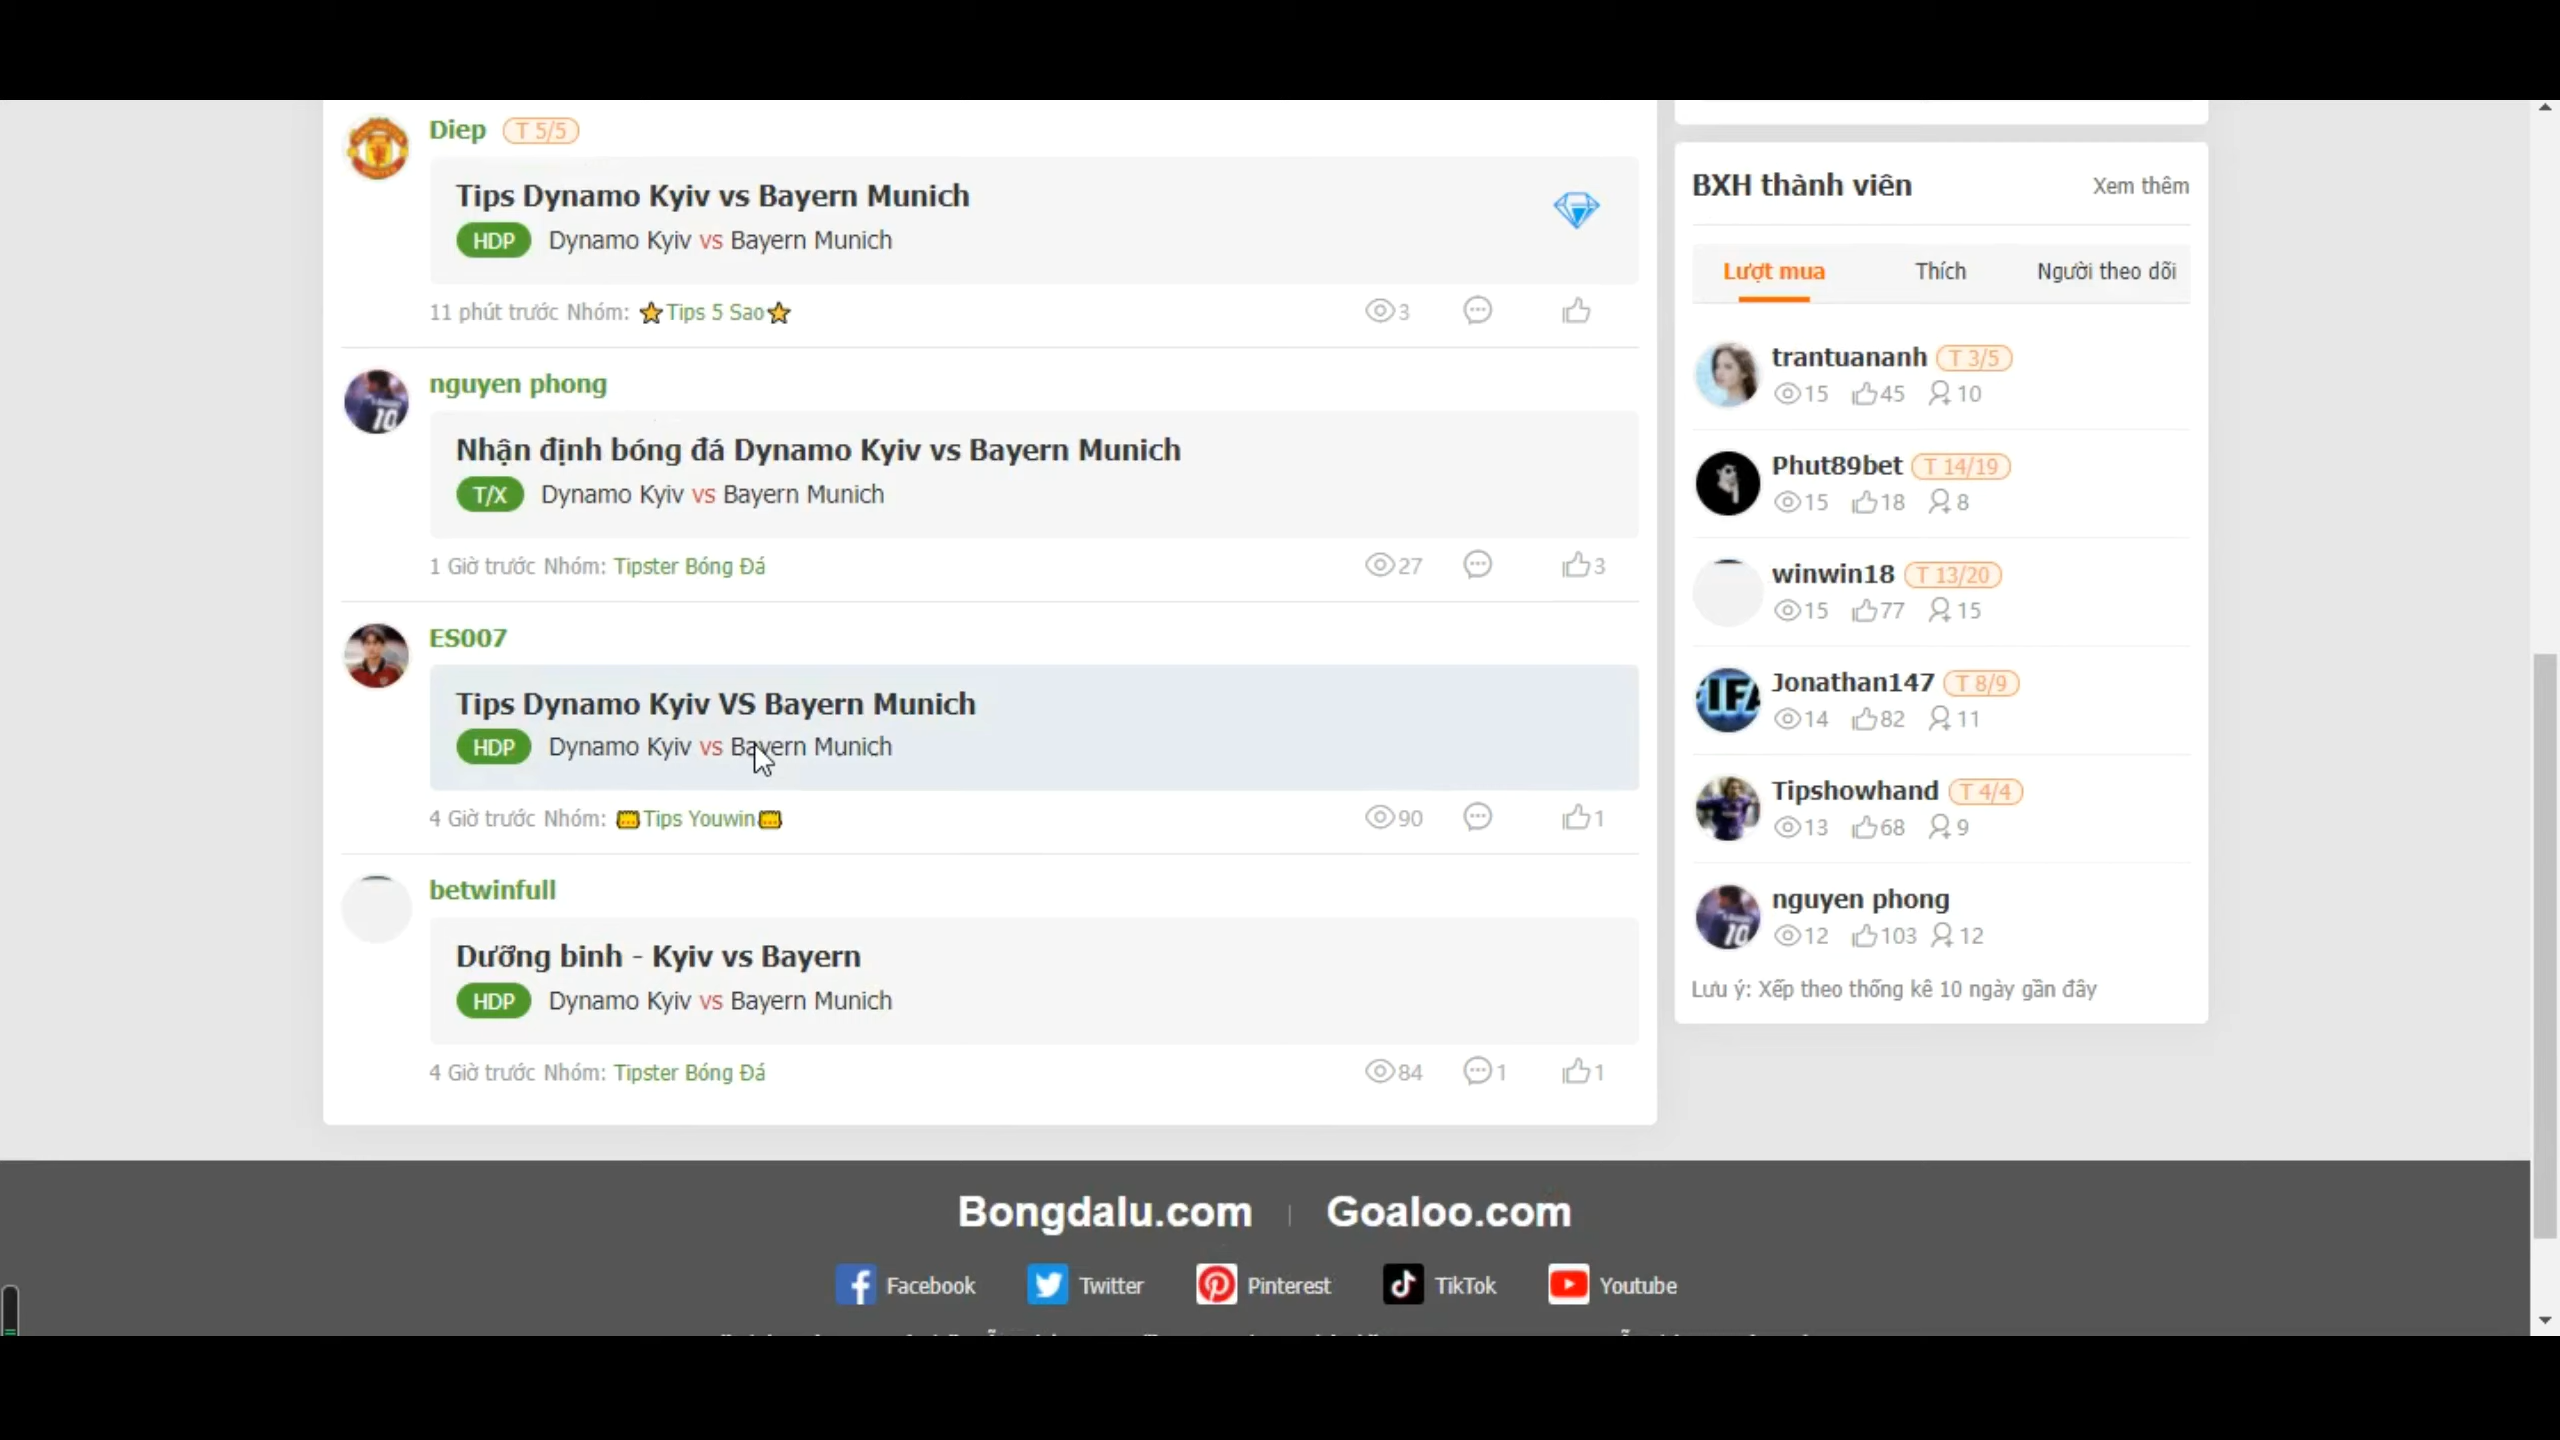 Diep T 5/5
Tips Dynamo Kyiv vs Bayern Munich
HDP Dynamo Kyiv vs Bayern Munich
11 phút trước Nhóm: ⭐Tips 5 Sao⭐ 3
nguyen phong
Nhận định bóng đá Dynamo Kyiv vs Bayern Munich
T/X Dynamo Kyiv vs Bayern Munich
1 Giờ trước Nhóm: Tipster Bóng Đá 27 3
ES007
Tips Dynamo Kyiv VS Bayern Munich
HDP Dynamo Kyiv vs Bayern Munich
4 Giờ trước Nhóm: Tips Youwin 90 1
betwinfull
Dưỡng binh - Kyiv vs Bayern
HDP Dynamo Kyiv vs Bayern Munich
4 Giờ trước Nhóm: Tipster Bóng Đá 84 1 1
BXH thành viên Xem thêm
Lượt mua Thích Người theo dõi
trantuananh T 3/5
15 45 10
Phut89bet T 14/19
15 18 8
winwin18 T 13/20
15 77 15
Jonathan147 T 8/9
14 82 11
Tipshowhand T 4/4
13 68 9
nguyen phong
12 103 12
Lưu ý: Xếp theo thống kê 10 ngày gần đây
Bongdalu.com | Goaloo.com
Facebook Twitter Pinterest TikTok Youtube